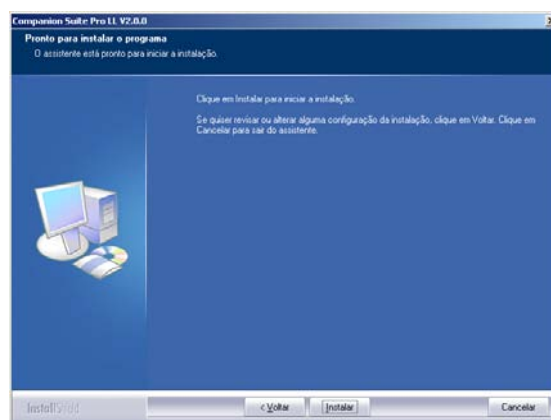 Companion Suite Pro LL V2.0.0
Pronto para instalar o programa
O assistente está pronto para iniciar a instalação.
Clique em Instalar para iniciar a instalação.
Se quiser revisar ou alterar alguma configuração da instalação, clique em Voltar. Clique em
Cancelar para sair do assistente.
InstallShield
< Voltar
Instalar
Cancelar